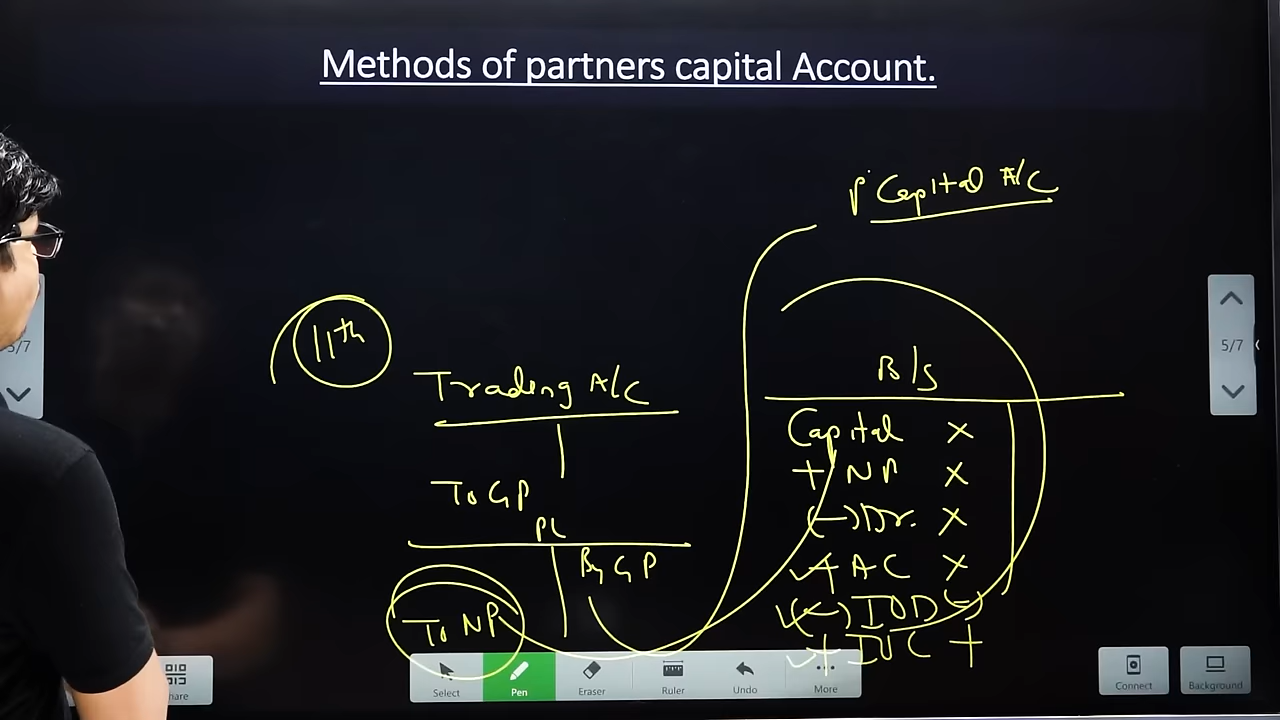 Methods of partners capital Account.
P. Capital A/C
11th
Trading A/C
B/S
Capital X
+ NP X
(-) Dr. X
To GP
PL
By GP
+ AC X
(-) IOD (-)
To NP
+ IOC +
5/7
5/7
Select
Pen
Eraser
Ruler
Undo
More
Connect
Background